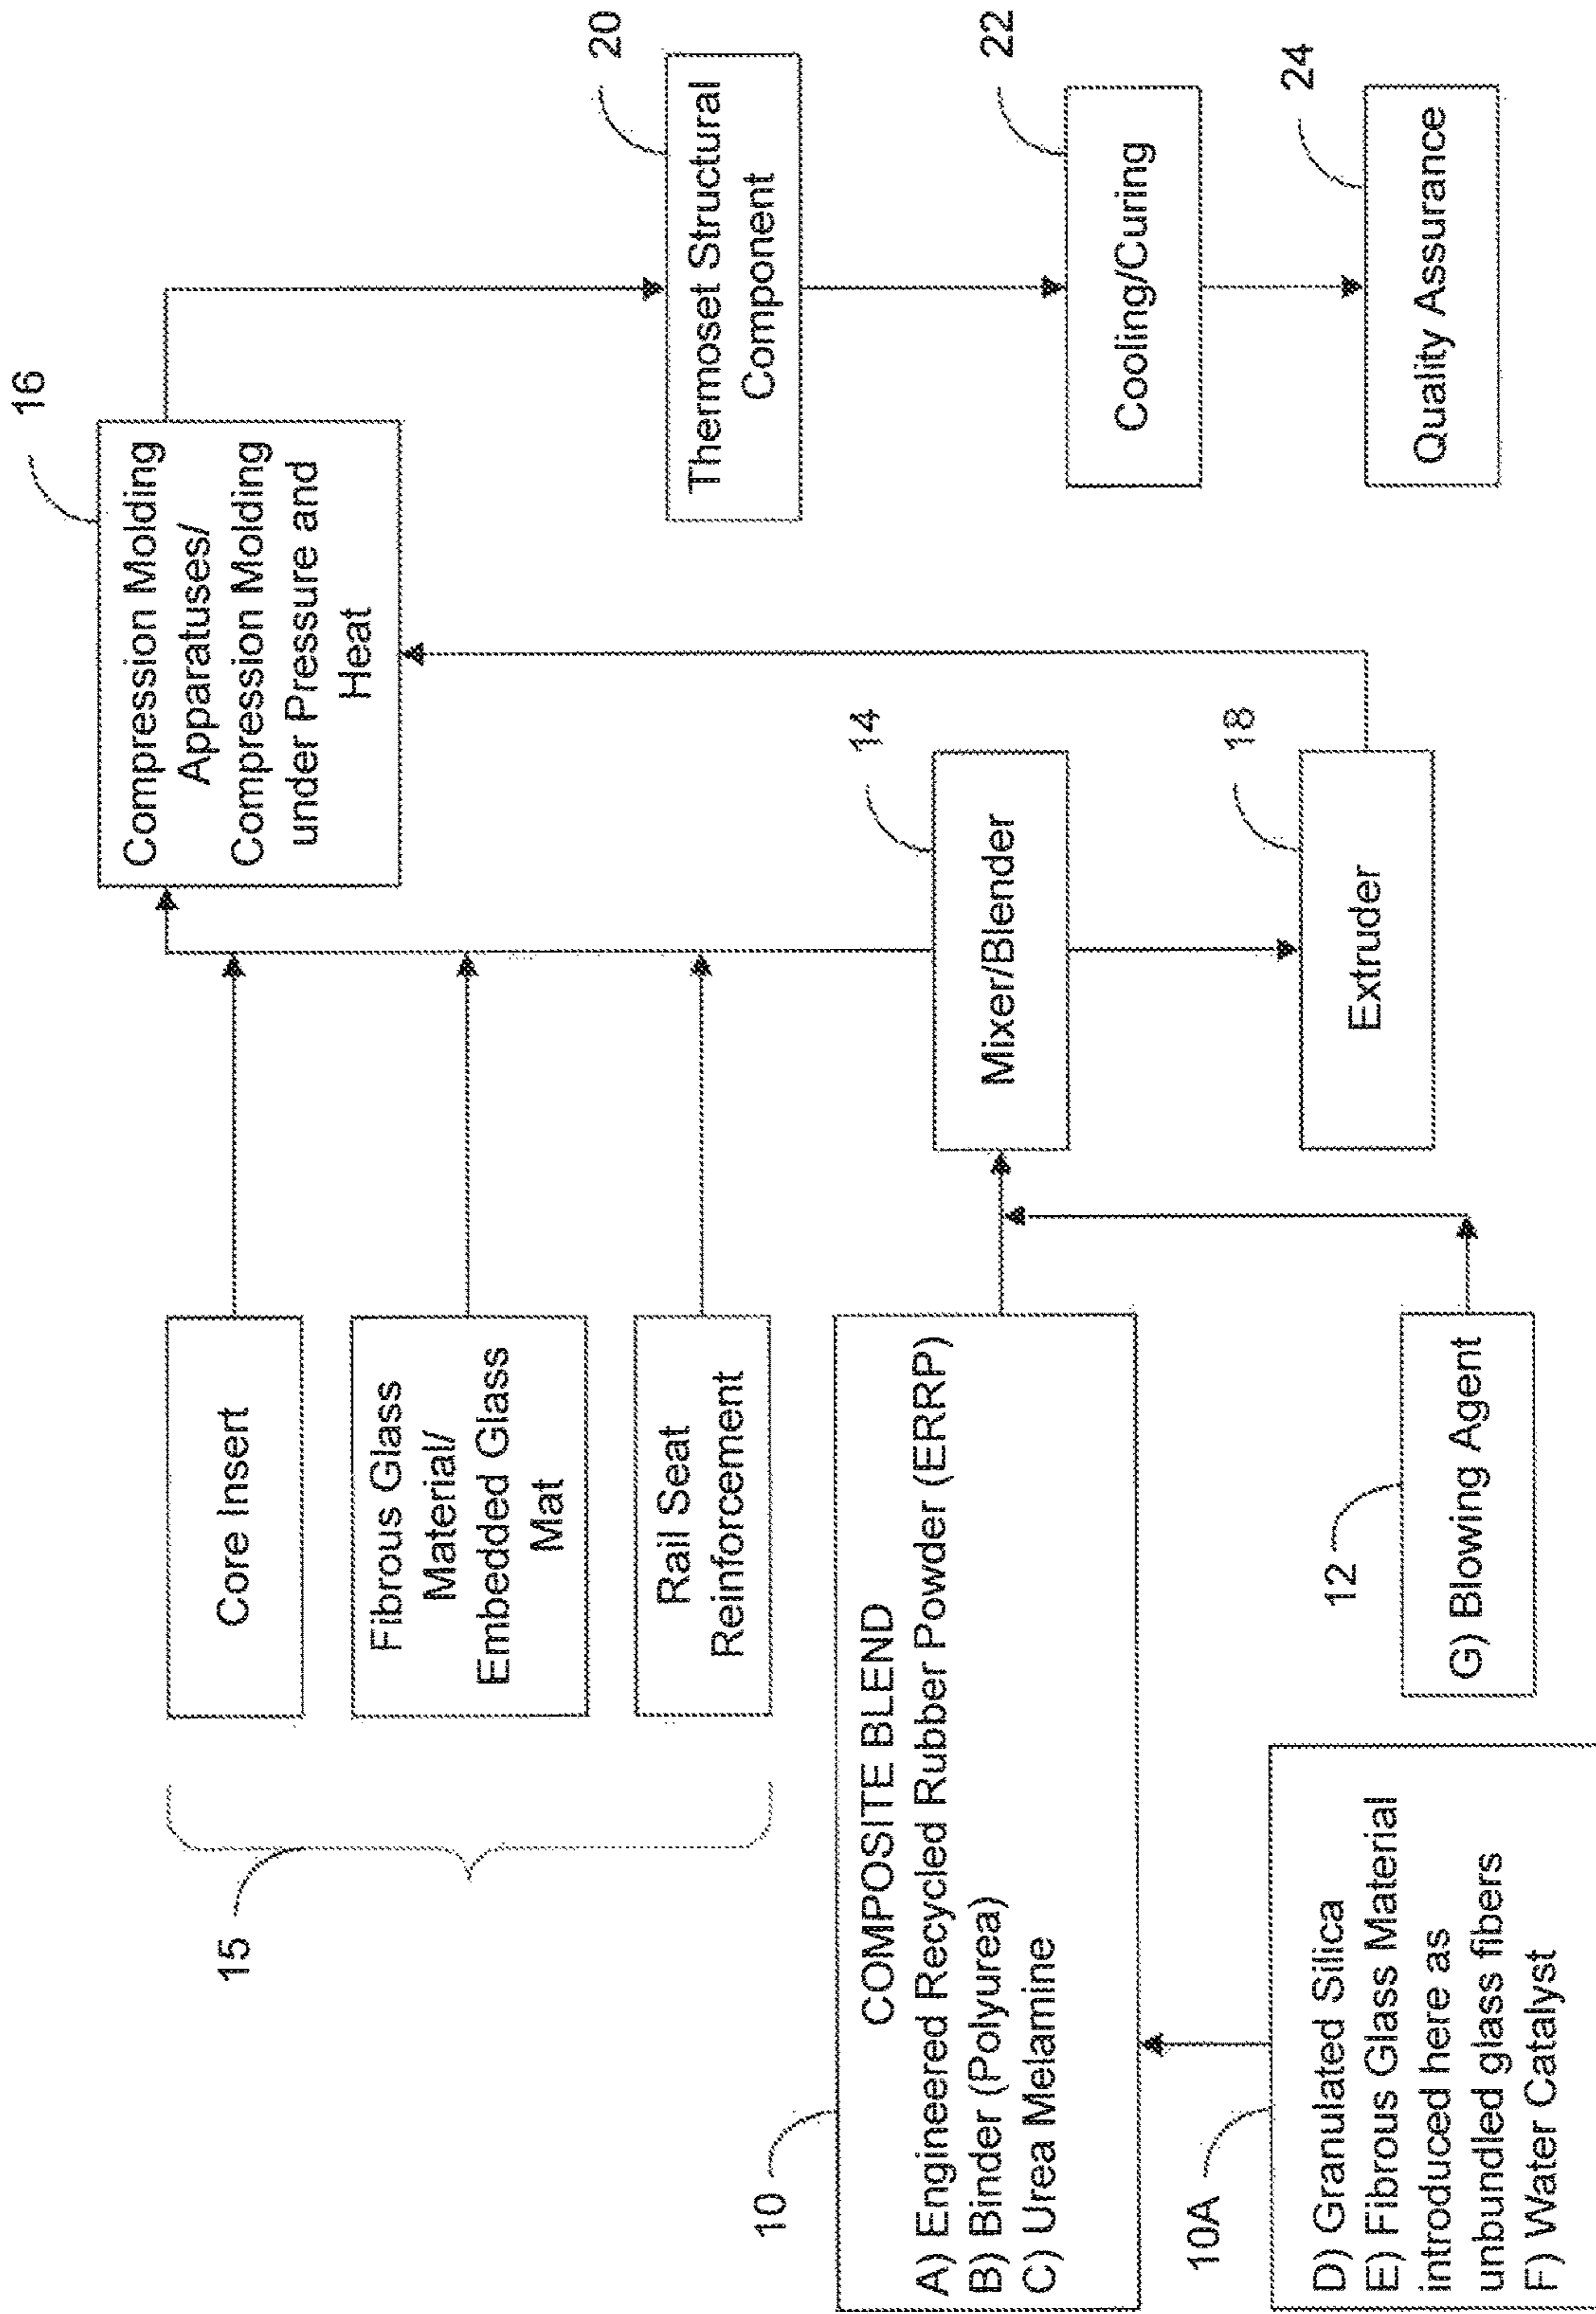 15
Core Insert
Fibrous Glass
Material/
Embedded Glass
Mat
Rail Seat
Reinforcement
16
Compression Molding
Apparatuses/
Compression Molding
under Pressure and
Heat
20
Thermoset Structural
Component
10
COMPOSITE BLEND
A) Engineered Recycled Rubber Powder (ERRP)
B) Binder (Polyurea)
C) Urea Melamine
14
Mixer/Blender
22
Cooling/Curing
10A
D) Granulated Silica
E) Fibrous Glass Material
introduced here as
unbundled glass fibers
F) Water Catalyst
12
G) Blowing Agent
18
Extruder
24
Quality Assurance